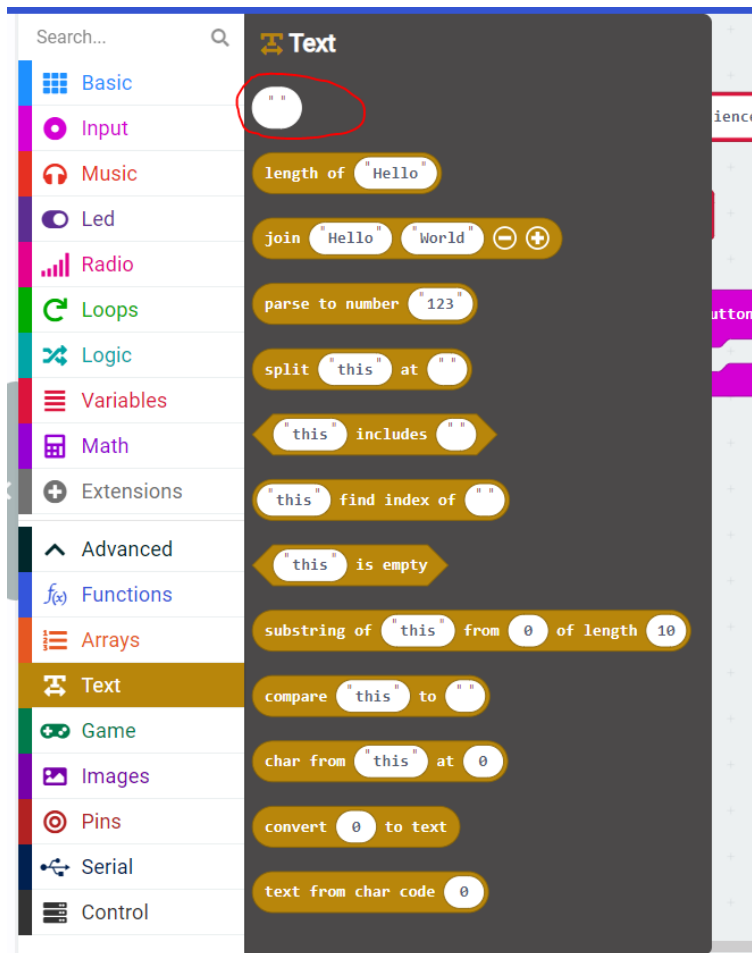 Search...
Basic
Input
Music
Led
Radio
Loops
Logic
Variables
Math
Extensions
Advanced
f(x) Functions
Arrays
Text
Game
Images
Pins
Serial
Control
Text
" "
length of "Hello"
join "Hello" "World"
parse to number "123"
split "this" at " "
"this" includes " "
"this" find index of " "
"this" is empty
substring of "this" from 0 of length 10
compare "this" to " "
char from "this" at 0
convert 0 to text
text from char code 0
ience
utton